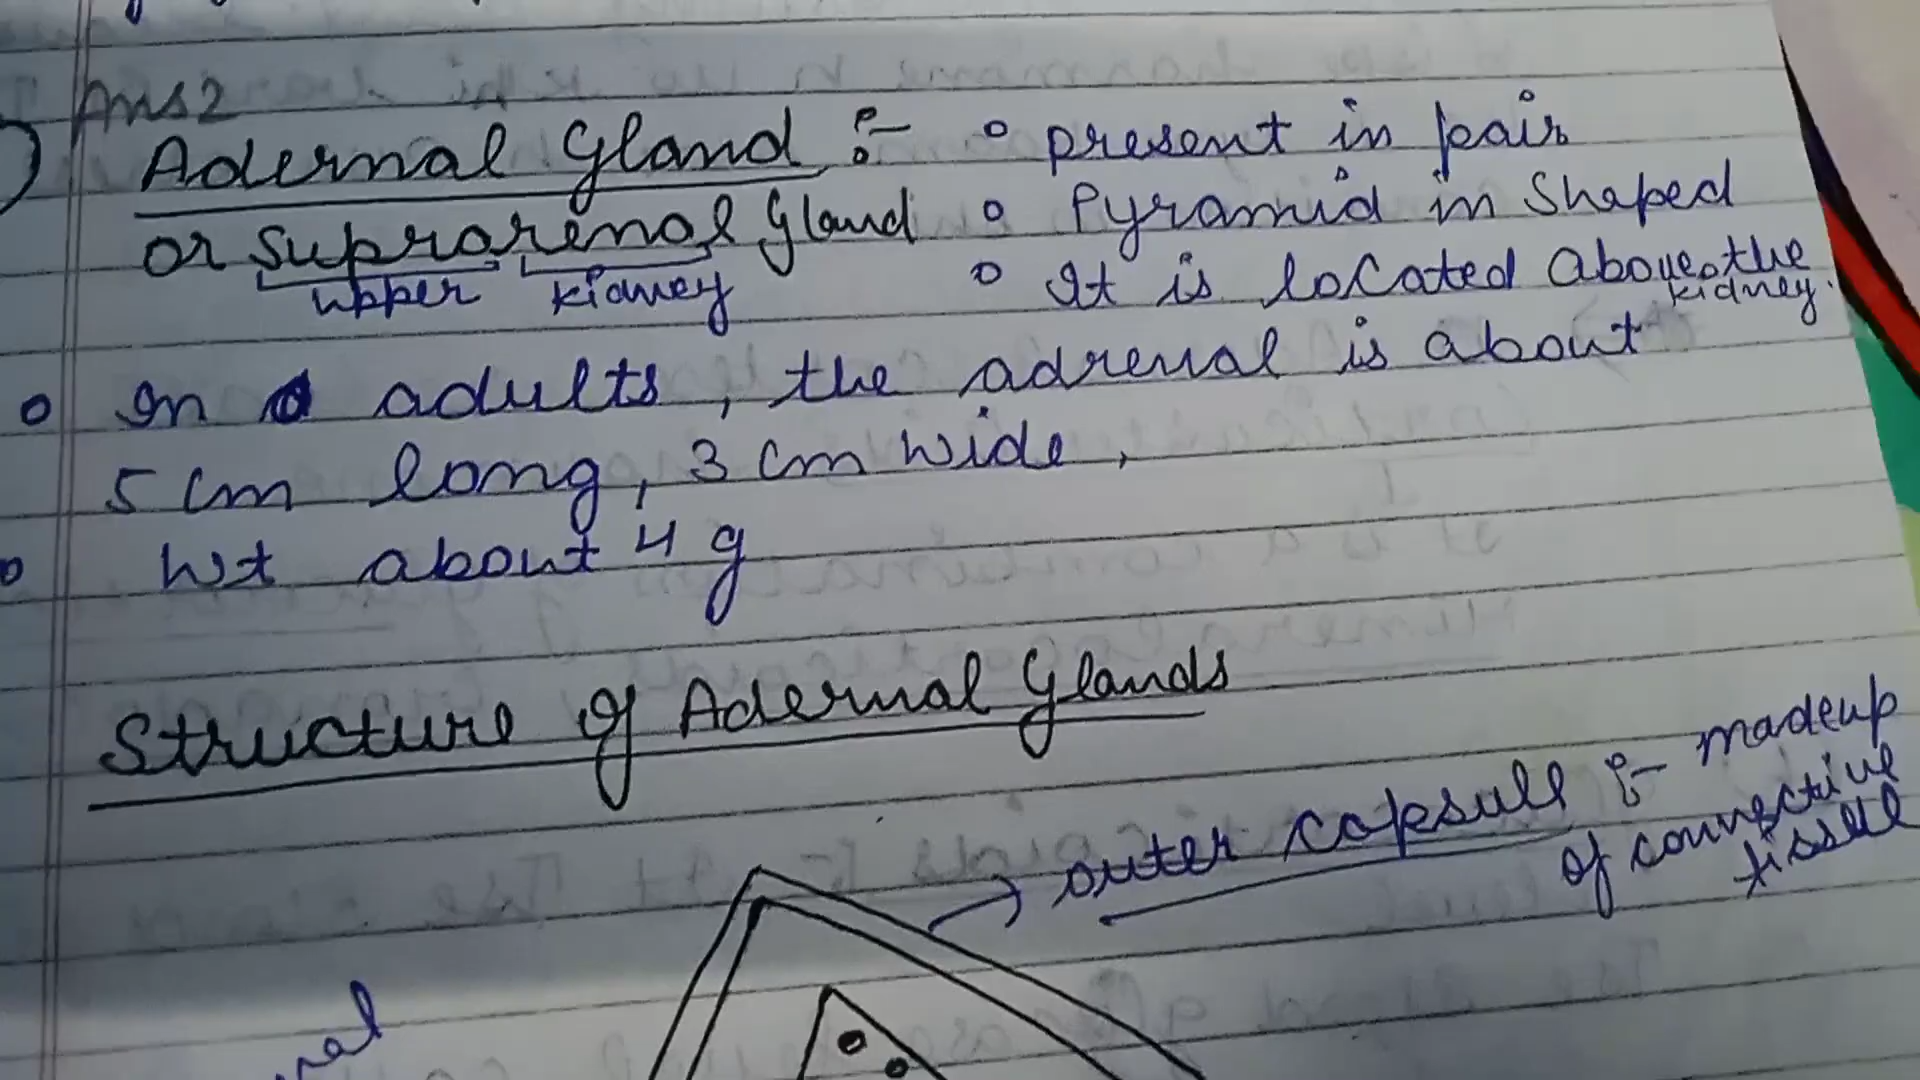 Ans2
Adernal Gland :- o present in pair
or Suprarenal Gland o Pyramid in Shaped
upper kidney o It is located above the kidney.
o In adults, the adrenal is about
5 cm long, 3 cm wide,
o Wt about 4 g
Structure of Adernal Glands
→ outer capsule :- madeup
of connective
tissue